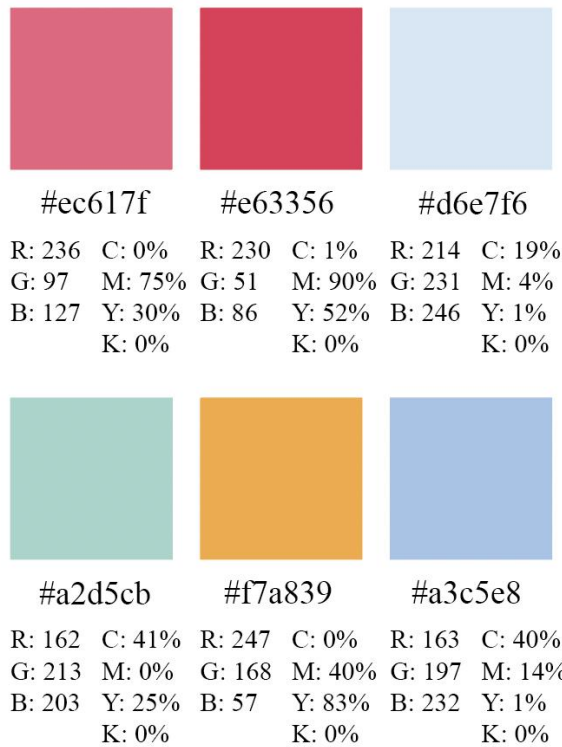 #ec617f #e63356 #d6e7f6
R: 236 C: 0% R: 230 C: 1% R: 214 C: 19%
G: 97 M: 75% G: 51 M: 90% G: 231 M: 4%
B: 127 Y: 30% B: 86 Y: 52% B: 246 Y: 1%
K: 0% K: 0% K: 0%
#a2d5cb #f7a839 #a3c5e8
R: 162 C: 41% R: 247 C: 0% R: 163 C: 40%
G: 213 M: 0% G: 168 M: 40% G: 197 M: 14%
B: 203 Y: 25% B: 57 Y: 83% B: 232 Y: 1%
K: 0% K: 0% K: 0%